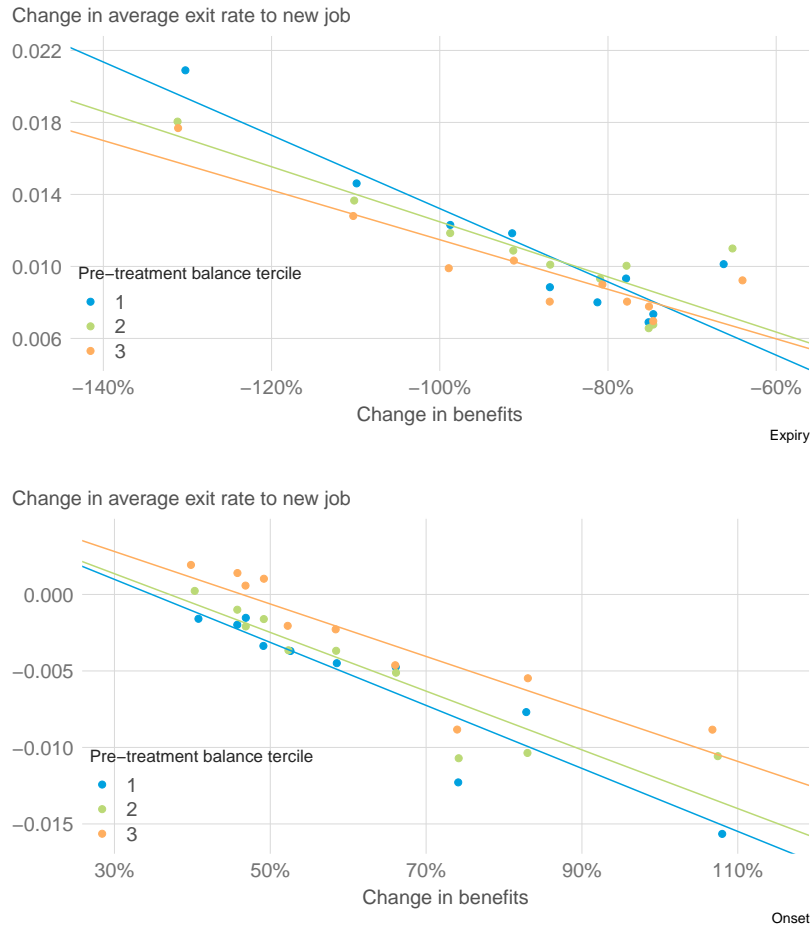 Change in average exit rate to new job
0.022
0.018
0.014
0.010
0.006
Pre−treatment balance tercile
1
2
3
−140% −120% −100% −80% −60%
Change in benefits
Expiry
Change in average exit rate to new job
0.000
−0.005
−0.010
−0.015
Pre−treatment balance tercile
1
2
3
30% 50% 70% 90% 110%
Change in benefits
Onset